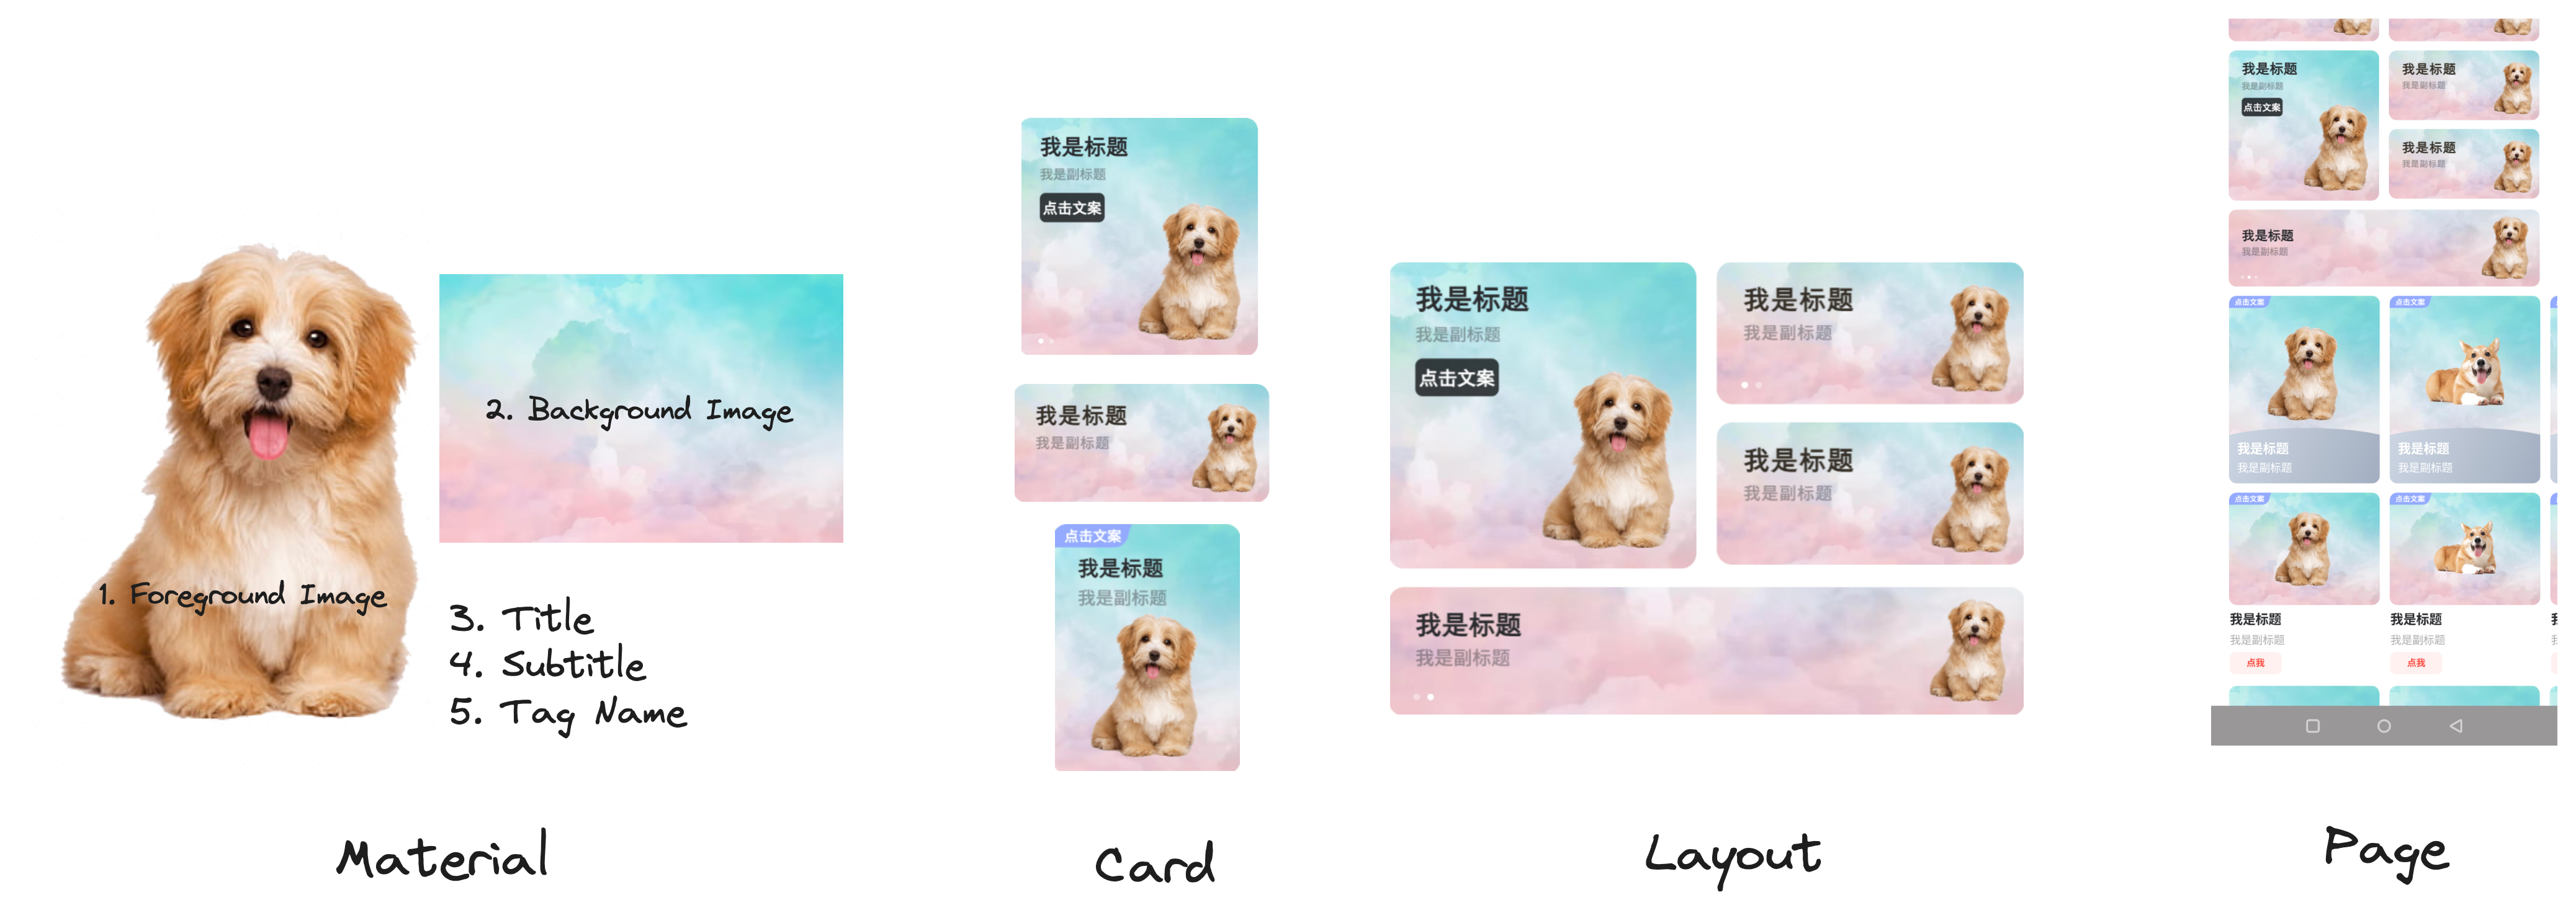 1. Foreground Image
2. Background Image
3. Title
4. Subtitle
5. Tag Name
Material
我是标题
我是副标题
点击文案
我是标题
我是副标题
点击文案
我是标题
我是副标题
Card
我是标题
我是副标题
点击文案
我是标题
我是副标题
我是标题
我是副标题
我是标题
我是副标题
Layout
我是标题
我是副标题
点击文案
我是标题
我是副标题
我是标题
我是副标题
我是标题
我是副标题
点击文案
我是标题
我是副标题
点击文案
我是标题
我是副标题
点击文案
我是标题
我是副标题
点我
点击文案
我是标题
我是副标题
点我
Page